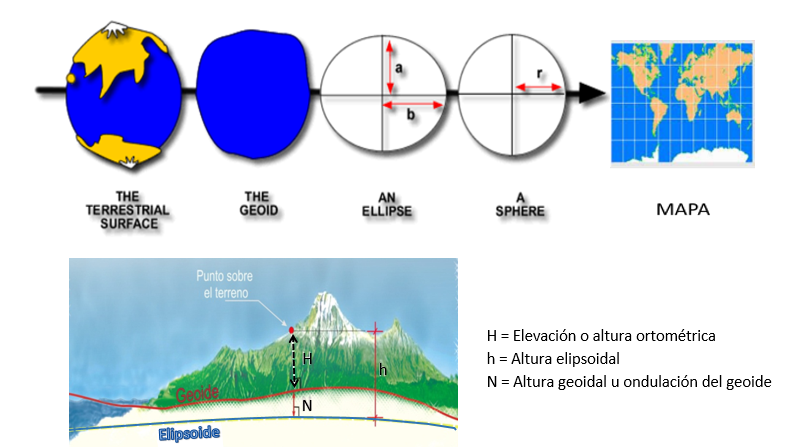 a
b
r
THE
TERRESTRIAL
SURFACE
THE
GEOID
AN
ELLIPSE
A
SPHERE
MAPA
Punto sobre
el terreno
H
h
Geoide
N
Elipsoide
H = Elevación o altura ortométrica
h = Altura elipsoidal
N = Altura geoidal u ondulación del geoide